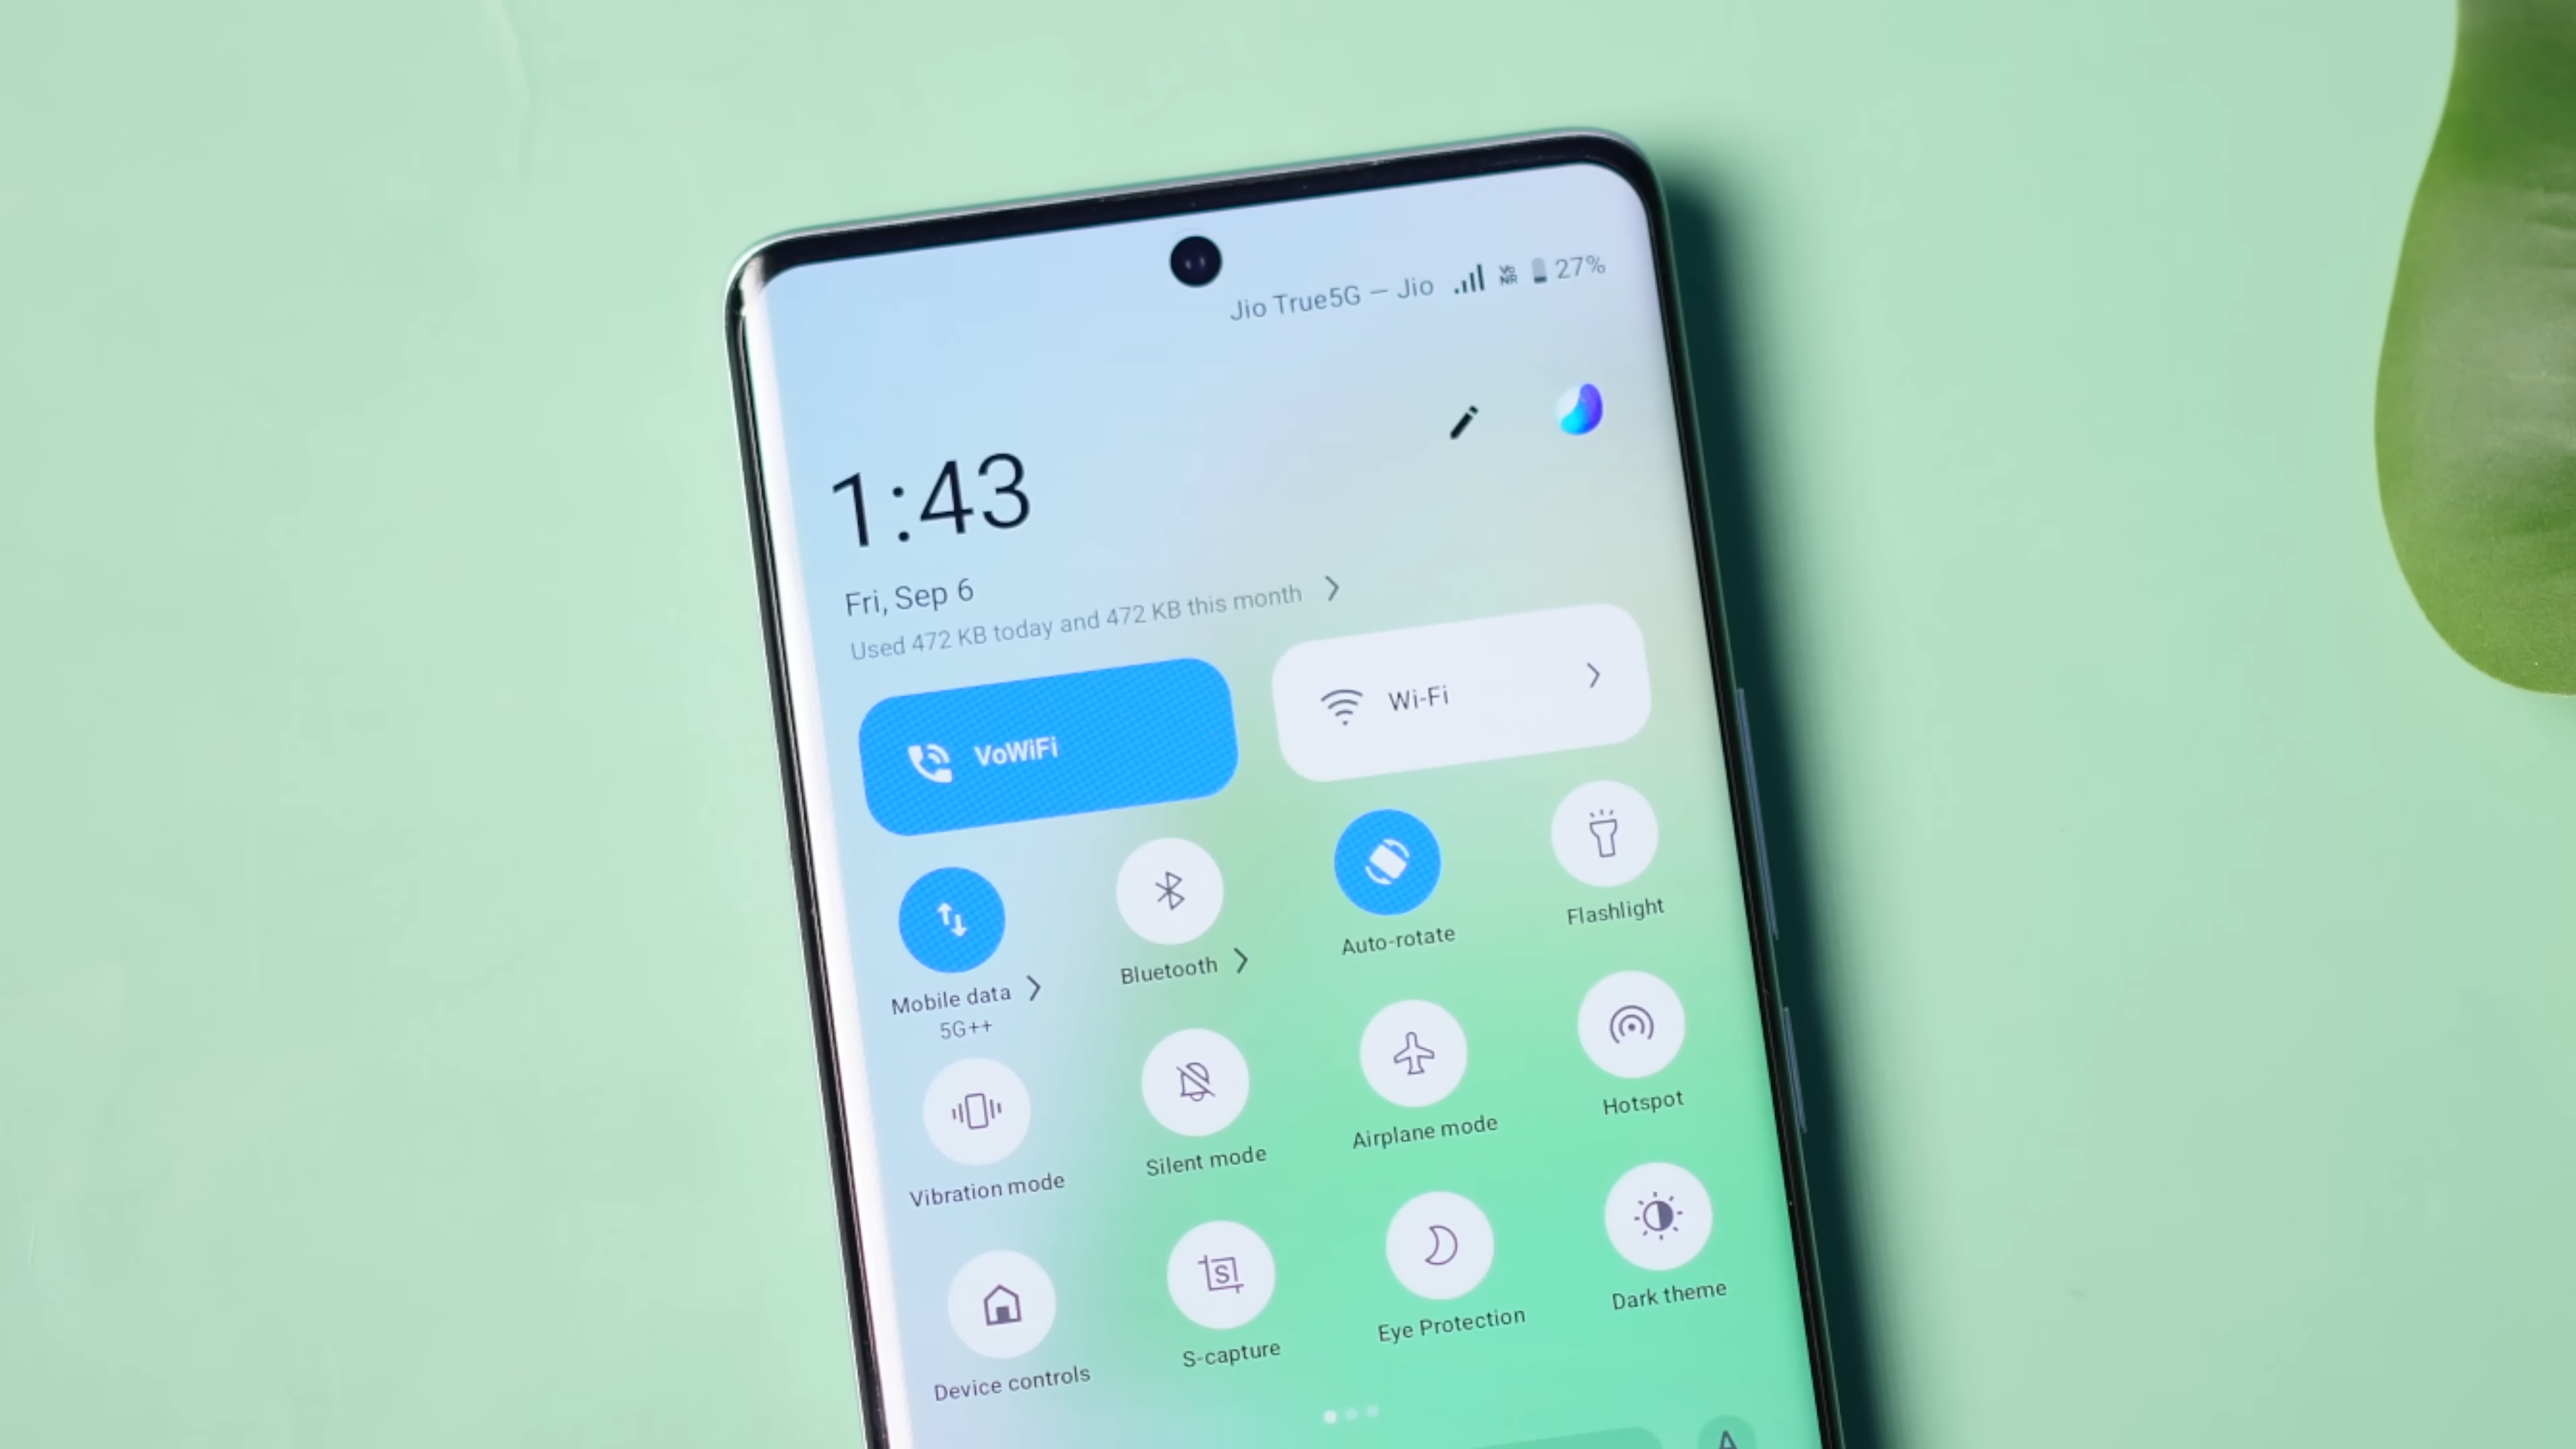 Jio True5G — Jio Vo NR 27%
1:43
Fri, Sep 6
Used 472 KB today and 472 KB this month
VoWiFi
Wi-Fi
Mobile data
5G++
Bluetooth
Auto-rotate
Flashlight
Vibration mode
Silent mode
Airplane mode
Hotspot
Device controls
S-capture
Eye Protection
Dark theme
A